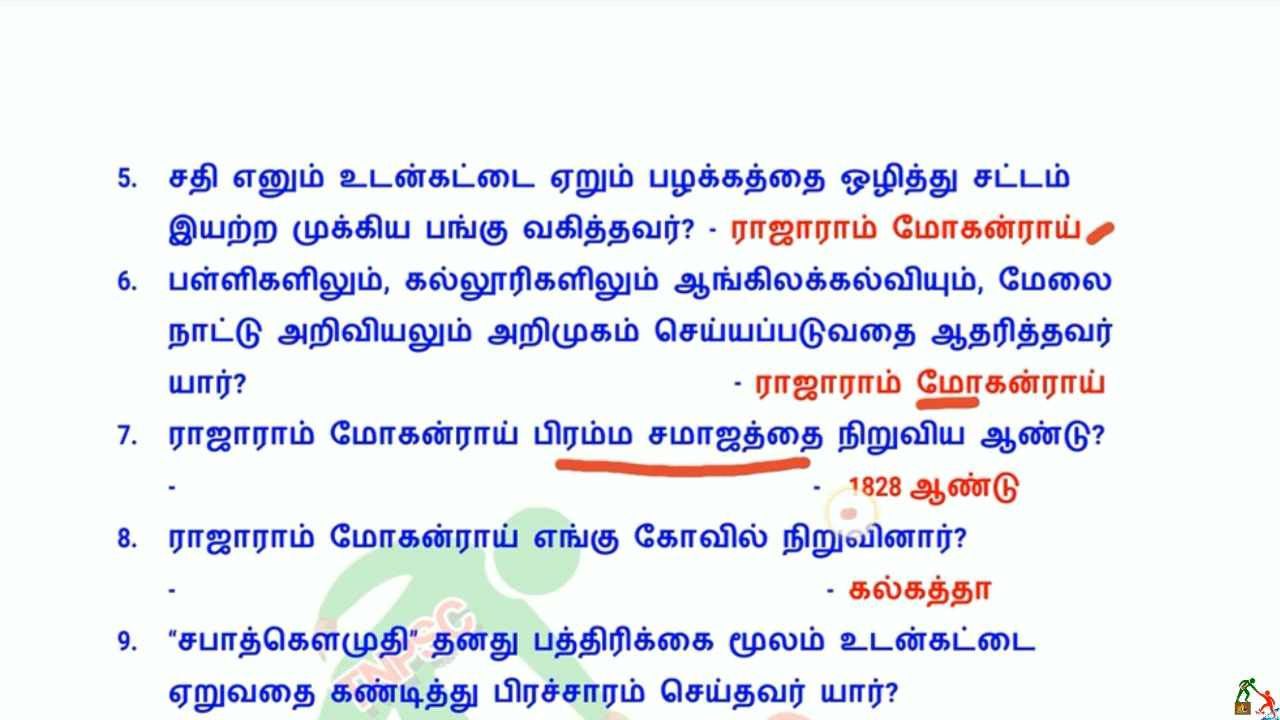 5. சதி எனும் உடன்கட்டை ஏறும் பழக்கத்தை ஒழித்து சட்டம்
இயற்ற முக்கிய பங்கு வகித்தவர்? - ராஜாராம் மோகன்ராய்
6. பள்ளிகளிலும், கல்லூரிகளிலும் ஆங்கிலக்கல்வியும், மேலை
நாட்டு அறிவியலும் அறிமுகம் செய்யப்படுவதை ஆதரித்தவர்
யார்? - ராஜாராம் மோகன்ராய்
7. ராஜாராம் மோகன்ராய் பிரம்ம சமாஜத்தை நிறுவிய ஆண்டு?
- - 1828 ஆண்டு
8. ராஜாராம் மோகன்ராய் எங்கு கோவில் நிறுவினார்?
- - கல்கத்தா
9. “சபாத்கௌமுதி” தனது பத்திரிக்கை மூலம் உடன்கட்டை
ஏறுவதை கண்டித்து பிரச்சாரம் செய்தவர் யார்?
TNPSC